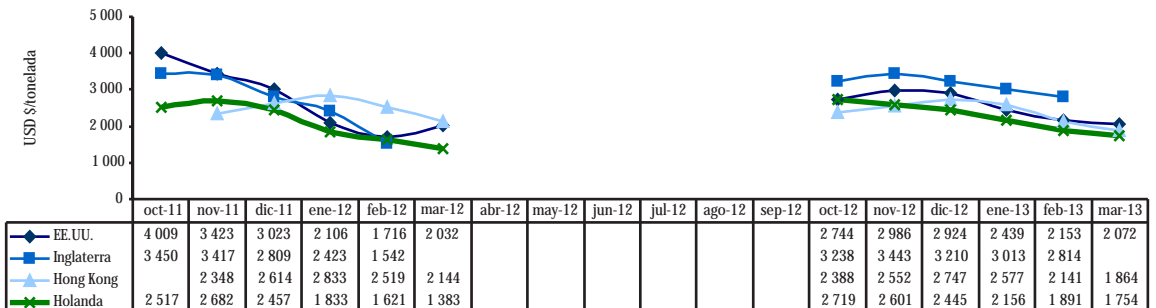 5 000
4 000
3 000
2 000
1 000
0
USD $/tonelada
oct-11 nov-11 dic-11 ene-12 feb-12 mar-12 abr-12 may-12 jun-12 jul-12 ago-12 sep-12 oct-12 nov-12 dic-12 ene-13 feb-13 mar-13
EE.UU. 4 009 3 423 3 023 2 106 1 716 2 032 2 744 2 986 2 924 2 439 2 153 2 072
Inglaterra 3 450 3 417 2 809 2 423 1 542 3 238 3 443 3 210 3 013 2 814
Hong Kong 2 348 2 614 2 833 2 519 2 144 2 388 2 552 2 747 2 577 2 141 1 864
Holanda 2 517 2 682 2 457 1 833 1 621 1 383 2 719 2 601 2 445 2 156 1 891 1 754